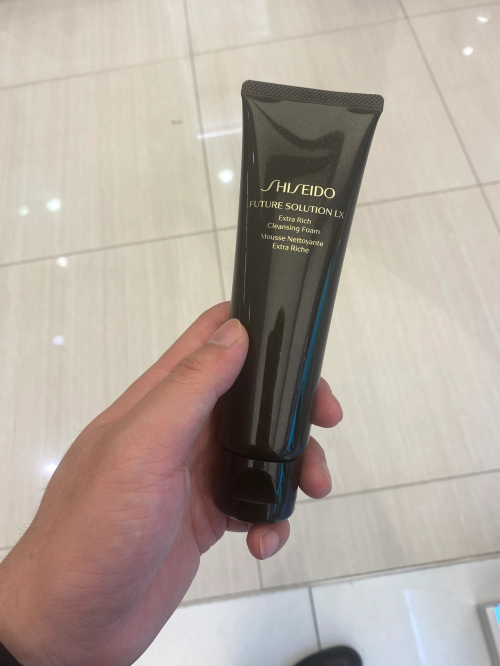 SHISEIDO
FUTURE SOLUTION LX
Extra Rich
Cleansing Foam
Mousse Nettoyante
Extra Riche